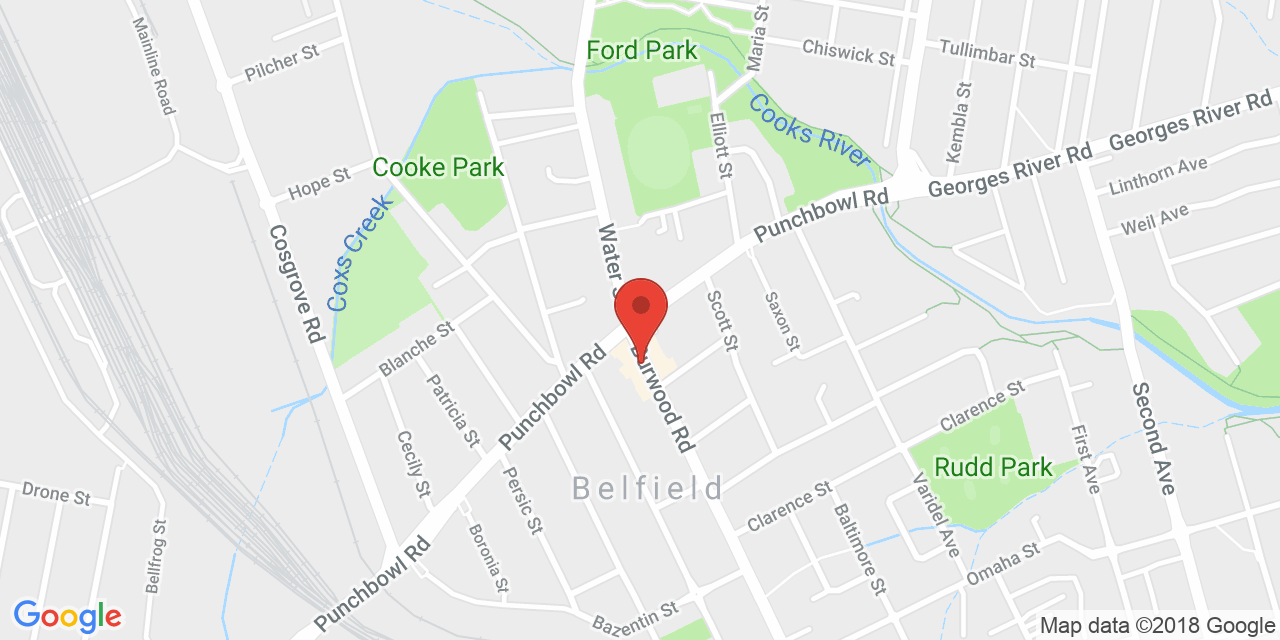 Maria St
Mainline Road
Pilcher St
Ford Park
Chiswick St
Tullimbar St
Kembla St
Georges River Rd
Georges River Rd
Elliott St
Cooks River
Cooke Park
Hope St
Linthorn Ave
Weil Ave
Coxs Creek
Cosgrove Rd
Water S
Punchbowl Rd
Scott St
Saxon St
Blanche St
Punchbowl Rd
Burwood Rd
Patricia St
Cecily St
Clarence St
Second Ave
First Ave
Rudd Park
Belfield
Drone St
Persic St
Clarence St
Varidel Ave
Baltimore St
Bellfrog St
Boronia St
Omaha St
Punchbowl Rd
Bazentin St
Google
Map data ©2018 Google